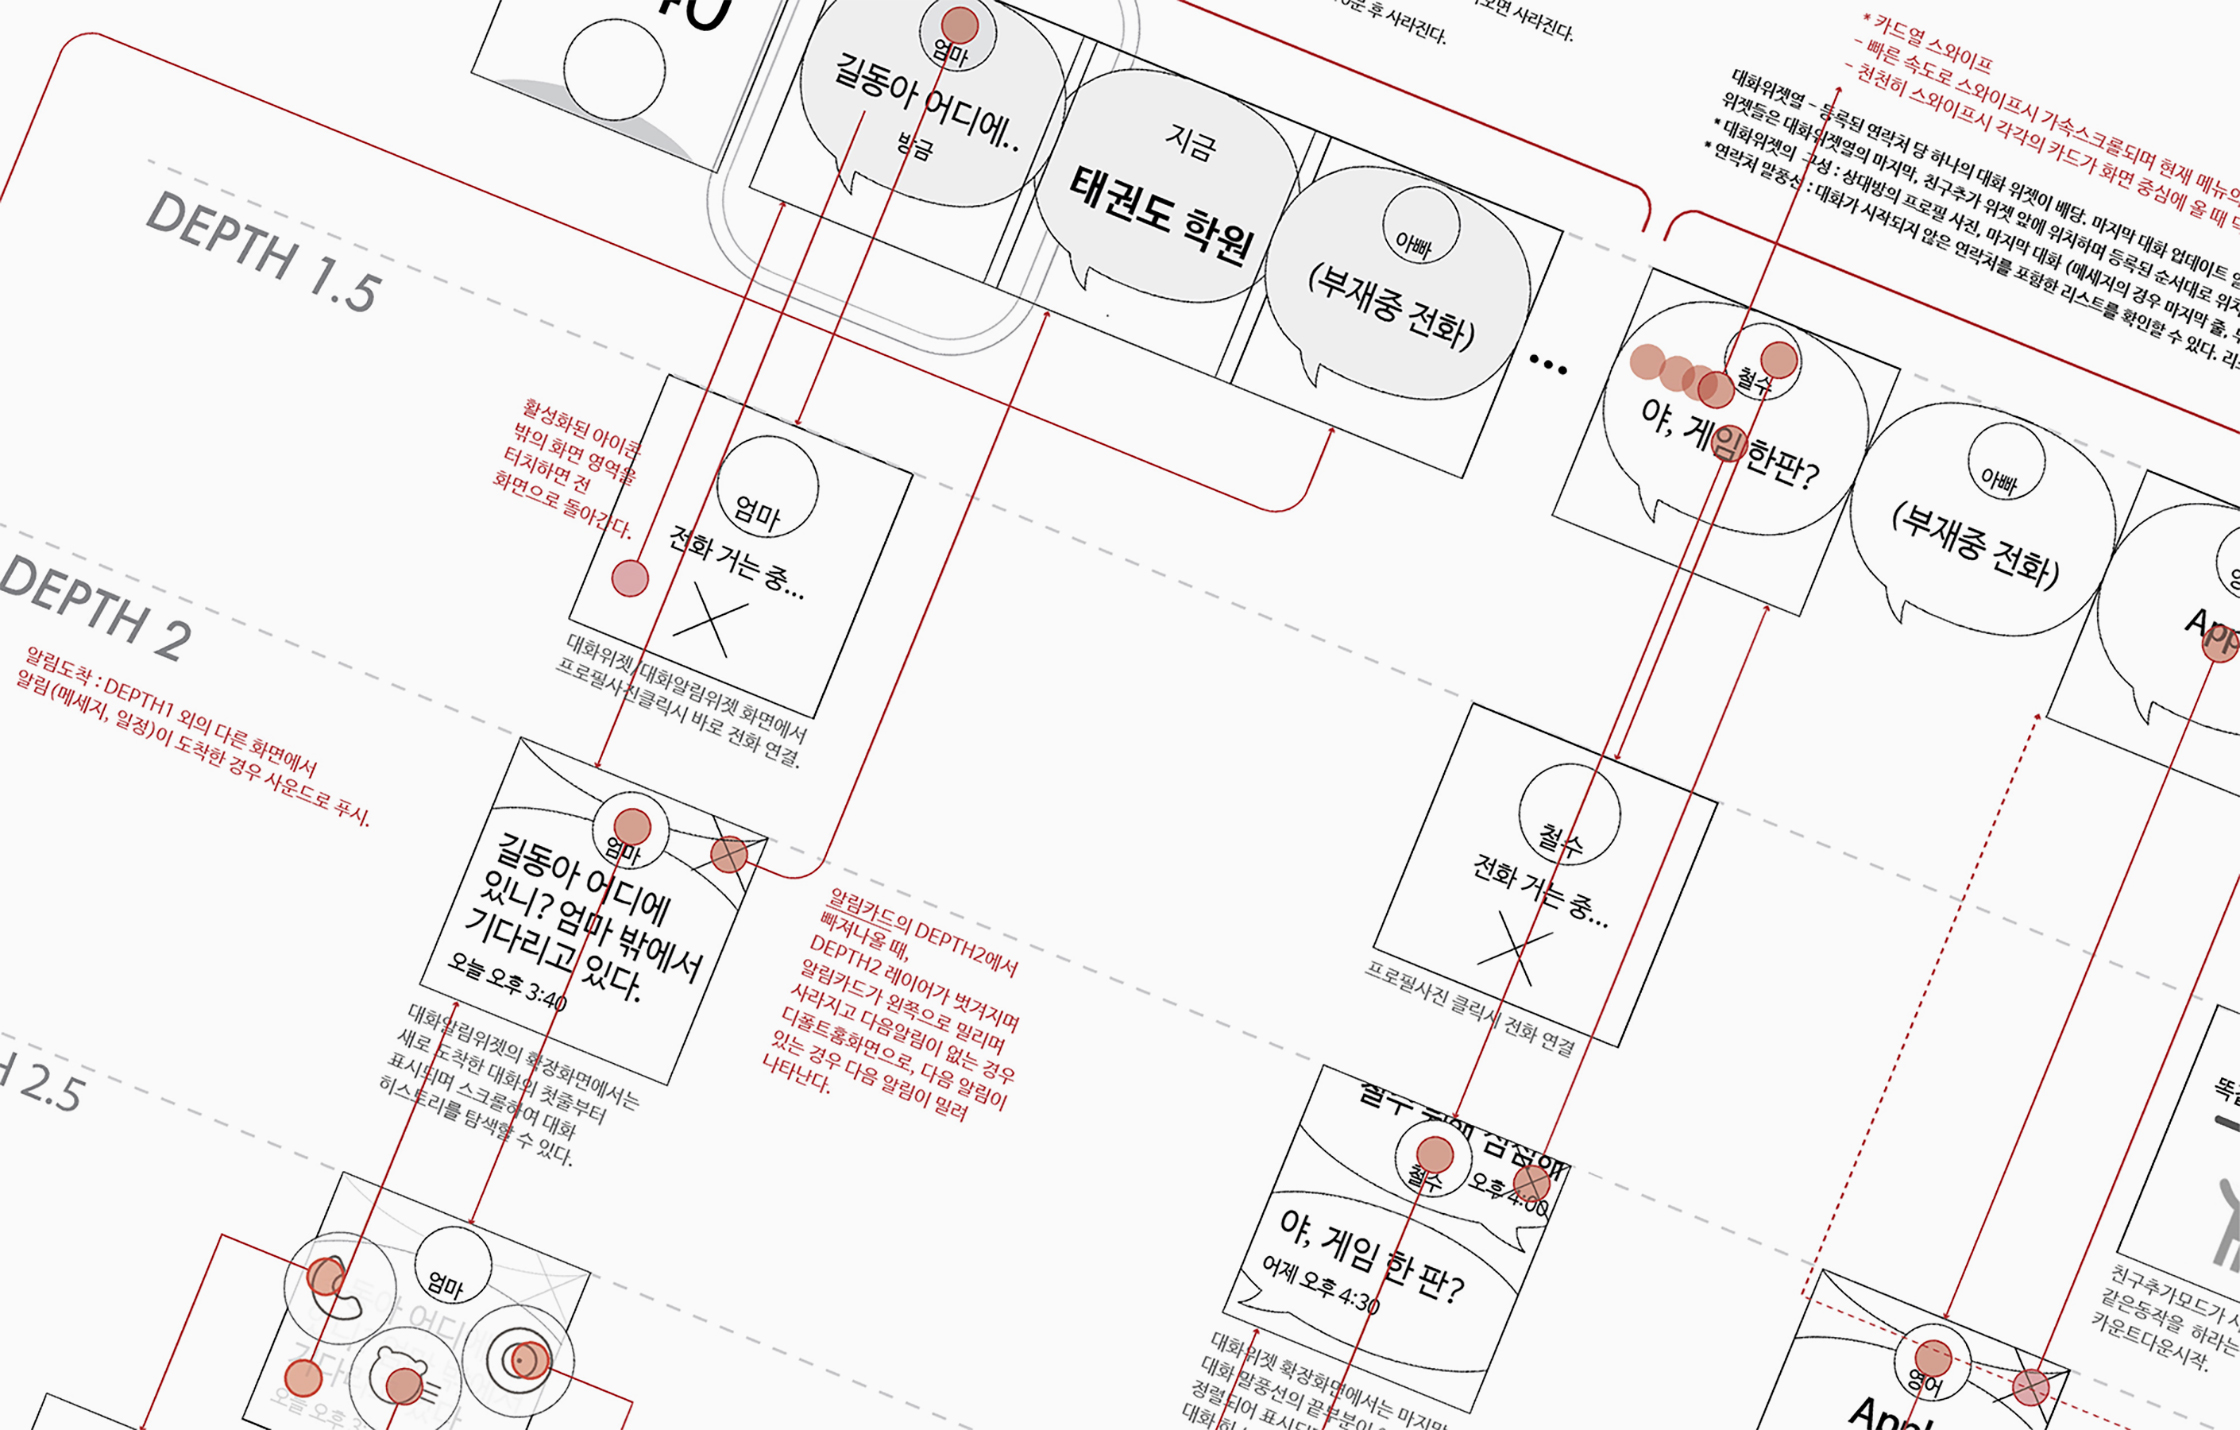 40
후 사라진다.
사라진다.
* 카드열 스와이프
- 빠른 속도로 스와이프시 가속스크롤되며 현재 메뉴의
- 천천히 스와이프시 각각의 카드가 화면 중심에 올 때
대화위젯열 - 등록된 연락처 당 하나의 대화 위젯이 배당. 마지막 대화 업데이트
위젯들은 대화위젯열의 마지막, 친구추가 위젯 앞에 위치하며 등록된 순서대로
* 대화위젯의 구성 : 상대방의 프로필 사진, 마지막 대화 (메세지의 경우 마지막 줄,
* 연락처 말풍선 : 대화가 시작되지 않은 연락처를 포함한 리스트를 확인할 수 있다.
엄마
길동아 어디에..
방금
지금
태권도 학원
아빠
(부재중 전화)
...
철수
야, 게임 한판?
아빠
(부재중 전화)
App
DEPTH 1.5
활성화된 아이콘
밖의 화면 영역을
터치하면 전
화면으로 돌아간다.
엄마
전화 거는 중...
대화위젯/대화알림위젯 화면에서
프로필사진클릭시 바로 전화 연결.
DEPTH 2
알림도착 : DEPTH1 외의 다른 화면에서
알림(메세지, 일정)이 도착한 경우 사운드로 푸시.
엄마
길동아 어디에
있니? 엄마 밖에서
기다리고 있다.
오늘 오후 3:40
대화알림위젯의 확장화면에서는
새로 도착한 대화의 첫줄부터
표시되며 스크롤하여 대화
히스토리를 탐색할 수 있다.
알림카드의 DEPTH2에서
빠져나올 때,
DEPTH2 레이어가 벗겨지며
알림카드가 왼쪽으로 밀리며
사라지고 다음알림이 없는 경우
디폴트홈화면으로, 다음 알림이
있는 경우 다음 알림이 밀려
나타난다.
철수
전화 거는 중...
프로필사진 클릭시 전화 연결
철수
오후 4:00
야, 게임 한 판?
어제 오후 4:30
대화위젯 확장화면에서는 마지막
대화 말풍선의 끝부분이
정렬되어
H 2.5
엄마
오늘 오후
친구추가모드가
같은동작을 하라는
카운트다운시작.
영어
Appl